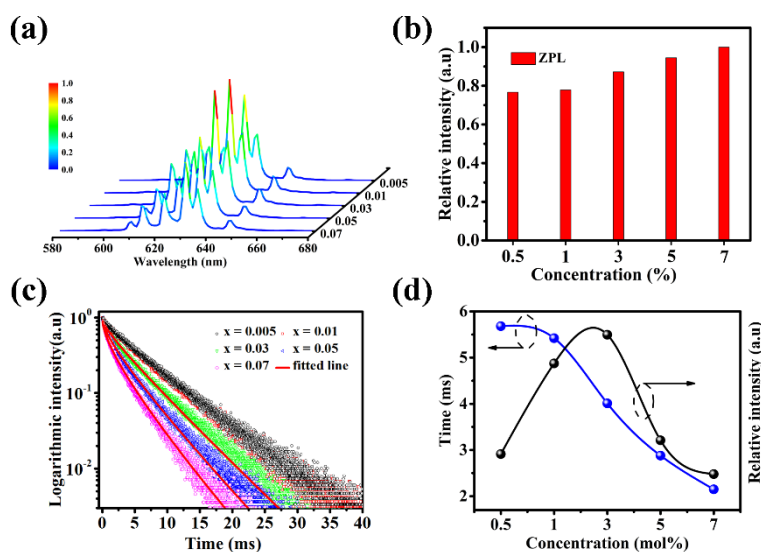 (a)
1.0
0.8
0.6
0.4
0.2
0.0
0.005
0.01
0.03
0.05
0.07
580 600 620 640 660 680
Wavelength (nm)
(b)
ZPL
Relative intensity (a.u)
1.0
0.8
0.6
0.4
0.2
0.0
0.5 1 3 5 7
Concentration (%)
(c)
x = 0.005 x = 0.01
x = 0.03 x = 0.05
x = 0.07 fitted line
Logarithmic intensity(a.u)
10⁰
10⁻¹
10⁻²
0 5 10 15 20 25 30 35 40
Time (ms)
(d)
Time (ms)
6
5
4
3
2
Relative intensity (a.u)
0.5 1 3 5 7
Concentration (mol%)